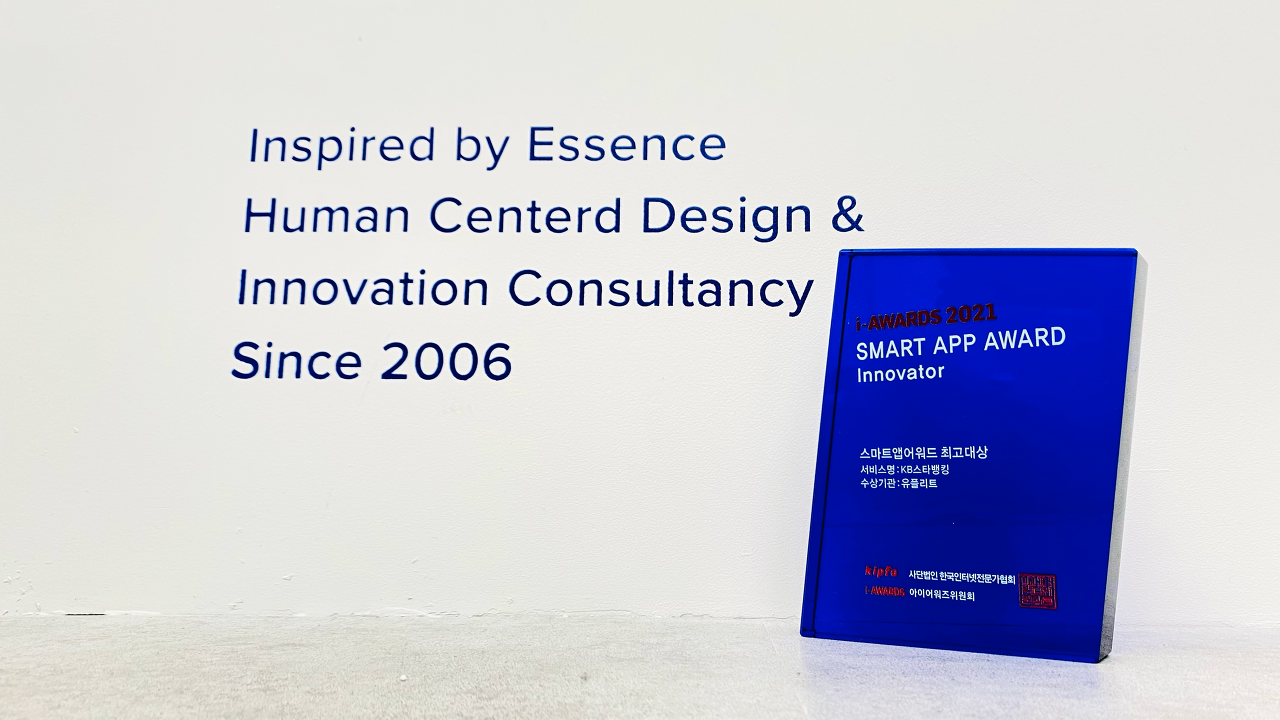 Inspired by Essence
Human Centerd Design &
Innovation Consultancy
Since 2006
i-AWARDS 2021
SMART APP AWARD
Innovator
스마트앱어워드 최고대상
서비스명 : KB스타뱅킹
수상기관 : 유플리트
kipfa 사단법인 한국인터넷전문가협회
i-AWARDS 아이어워즈위원회